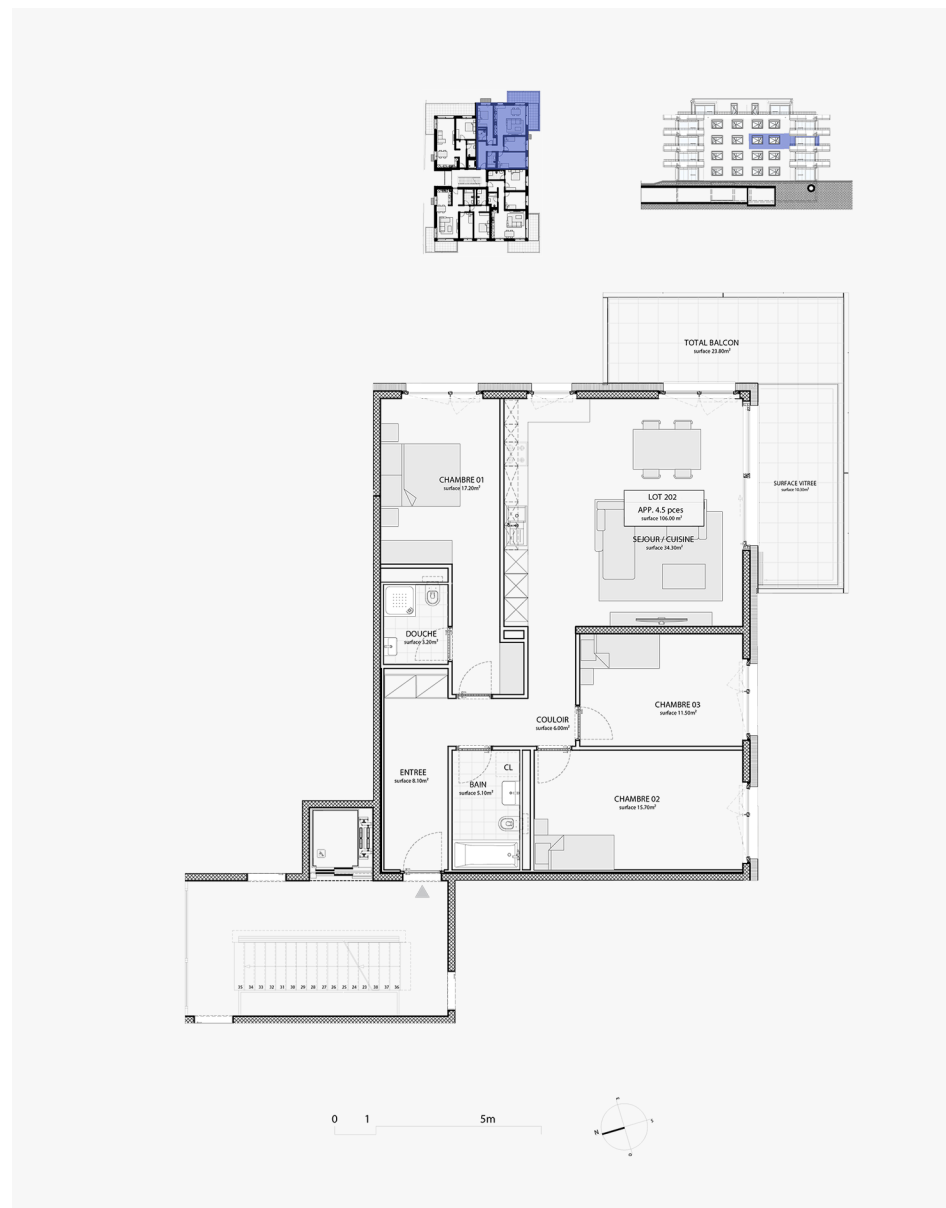 TOTAL BALCON
surface 23.80m²
CHAMBRE 01
surface 17.20m²
SURFACE VITREE
surface 10.50m²
LOT 202
APP. 4.5 pces
surface 106.00 m²
SEJOUR / CUISINE
surface 34.30m²
DOUCHE
surface 3.20m²
CHAMBRE 03
surface 11.50m²
COULOIR
surface 6.00m²
ENTREE
surface 8.10m²
CL
BAIN
surface 5.10m²
CHAMBRE 02
surface 15.70m²
0 1 5m
N